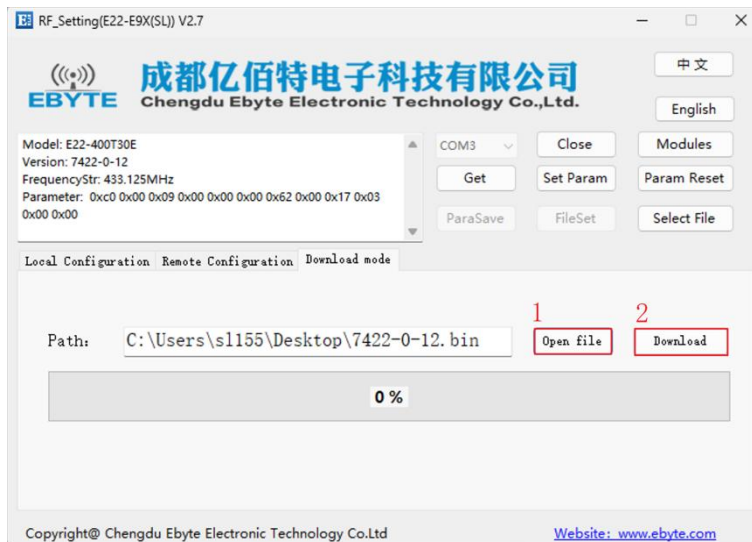 RF_Setting(E22-E9X(SL)) V2.7
EBYTE
成都亿佰特电子科技有限公司
Chengdu Ebyte Electronic Technology Co.,Ltd.
中文
English
Model: E22-400T30E
Version: 7422-0-12
FrequencyStr: 433.125MHz
Parameter: 0xc0 0x00 0x09 0x00 0x00 0x00 0x62 0x00 0x17 0x03
0x00 0x00
COM3 Close Modules
Get Set Param Param Reset
ParaSave FileSet Select File
Local Configuration Remote Configuration Download mode
1 2
Path: C:\Users\sl155\Desktop\7422-0-12.bin Open file Download
0 %
Copyright@ Chengdu Ebyte Electronic Technology Co.Ltd Website: www.ebyte.com